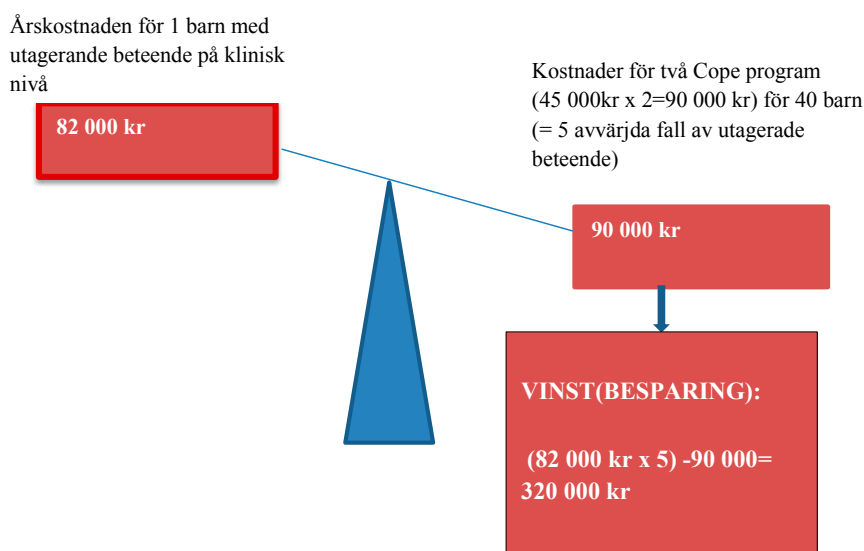 Årskostnaden för 1 barn med
utagerande beteende på klinisk
nivå
82 000 kr
Kostnader för två Cope program
(45 000kr x 2=90 000 kr) för 40 barn
(= 5 avvärjda fall av utagerade
beteende)
90 000 kr
VINST(BESPARING):
(82 000 kr x 5) -90 000=
320 000 kr